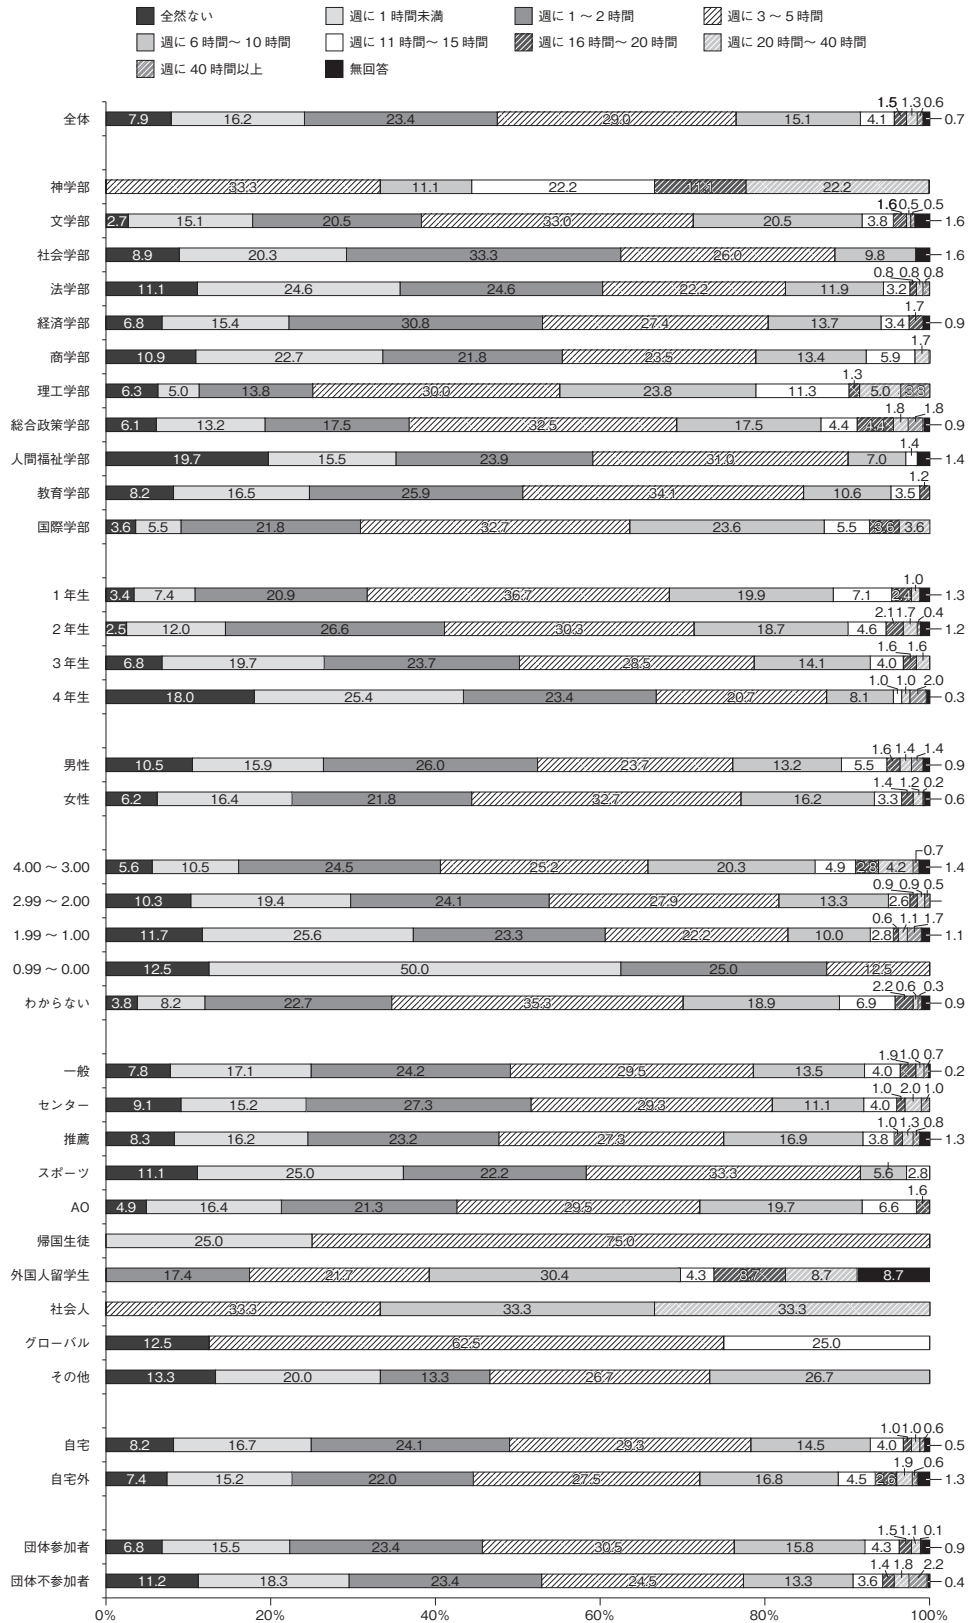 全然ない 週に1時間未満 週に1～2時間 週に3～5時間
週に6時間～10時間 週に11時間～15時間 週に16時間～20時間 週に20時間～40時間
週に40時間以上 無回答
全体 7.9 16.2 23.4 29.0 15.1 4.1 1.5 1.3 0.6 0.7
神学部 33.3 11.1 22.2 11.1 22.2
文学部 2.7 15.1 20.5 33.0 20.5 3.8 1.6 0.5 0.5 1.6
社会学部 8.9 20.3 33.3 26.0 9.8 1.6
法学部 11.1 24.6 24.6 22.2 11.9 3.2 0.8 0.8 0.8
経済学部 6.8 15.4 30.8 27.4 13.7 3.4 1.7 0.9
商学部 10.9 22.7 21.8 23.5 13.4 5.9 1.7
理工学部 6.3 5.0 13.8 30.0 23.8 11.3 1.3 5.0 3.8
総合政策学部 6.1 13.2 17.5 32.5 17.5 4.4 4.4 1.8 1.8 0.9
人間福祉学部 19.7 15.5 23.9 31.0 7.0 1.4 1.4
教育学部 8.2 16.5 25.9 34.1 10.6 3.5 1.2
国際学部 3.6 5.5 21.8 32.7 23.6 5.5 3.6 3.6
1年生 3.4 7.4 20.9 36.7 19.9 7.1 2.4 1.0 1.3
2年生 2.5 12.0 26.6 30.3 18.7 4.6 2.1 1.7 0.4 1.2
3年生 6.8 19.7 23.7 28.5 14.1 4.0 1.6 1.6
4年生 18.0 25.4 23.4 20.7 8.1 1.0 1.0 2.0 0.3
男性 10.5 15.9 26.0 23.7 13.2 5.5 1.6 1.4 1.4 0.9
女性 6.2 16.4 21.8 32.7 16.2 3.3 1.4 1.2 0.2 0.6
4.00～3.00 5.6 10.5 24.5 25.2 20.3 4.9 2.8 4.2 0.7 1.4
2.99～2.00 10.3 19.4 24.1 27.9 13.3 2.6 0.9 0.9 0.5
1.99～1.00 11.7 25.6 23.3 22.2 10.0 2.8 0.6 1.1 1.7 1.1
0.99～0.00 12.5 50.0 25.0 12.5
わからない 3.8 8.2 22.7 35.3 18.9 6.9 2.2 0.6 0.3 0.9
一般 7.8 17.1 24.2 29.5 13.5 4.0 1.9 1.0 0.7 0.2
センター 9.1 15.2 27.3 29.3 11.1 4.0 1.0 2.0 1.0
推薦 8.3 16.2 23.2 27.3 16.9 3.8 1.0 1.3 0.8 1.3
スポーツ 11.1 25.0 22.2 33.3 5.6 2.8
AO 4.9 16.4 21.3 29.5 19.7 6.6 1.6
帰国生徒 25.0 75.0
外国人留学生 17.4 21.7 30.4 4.3 8.7 8.7 8.7
社会人 33.3 33.3 33.3
グローバル 12.5 62.5 25.0
その他 13.3 20.0 13.3 26.7 26.7
自宅 8.2 16.7 24.1 29.3 14.5 4.0 1.0 1.0 0.6 0.5
自宅外 7.4 15.2 22.0 27.5 16.8 4.5 2.6 1.9 0.6 1.3
団体参加者 6.8 15.5 23.4 30.5 15.8 4.3 1.5 1.1 0.1 0.9
団体不参加者 11.2 18.3 23.4 24.5 13.3 3.6 1.4 1.8 2.2 0.4
0% 20% 40% 60% 80% 100%